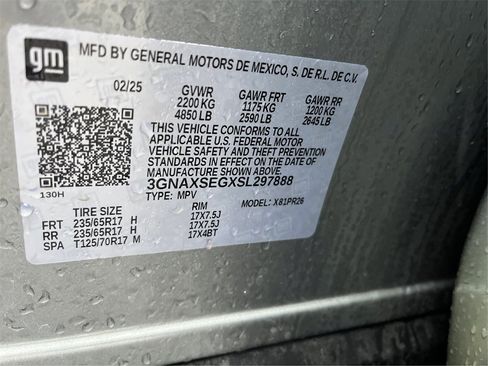 gm
MFD BY GENERAL MOTORS DE MEXICO, S. DE R.L. DE C.V.
02/25 GVWR GAWR FRT GAWR RR
2200 KG 1175 KG 1200 KG
4850 LB 2590 LB 2645 LB
THIS VEHICLE CONFORMS TO ALL
APPLICABLE U.S. FEDERAL MOTOR
VEHICLE SAFETY AND THEFT PREVENTION
STANDARDS IN EFFECT ON THE DATE OF
MANUFACTURE SHOWN ABOVE.
3GNAXSEGXSL297888
TYPE: MPV MODEL: X81PR26
130H
TIRE SIZE RIM
FRT 235/65R17 H 17X7.5J
RR 235/65R17 H 17X7.5J
SPA T125/70R17 M 17X4BT